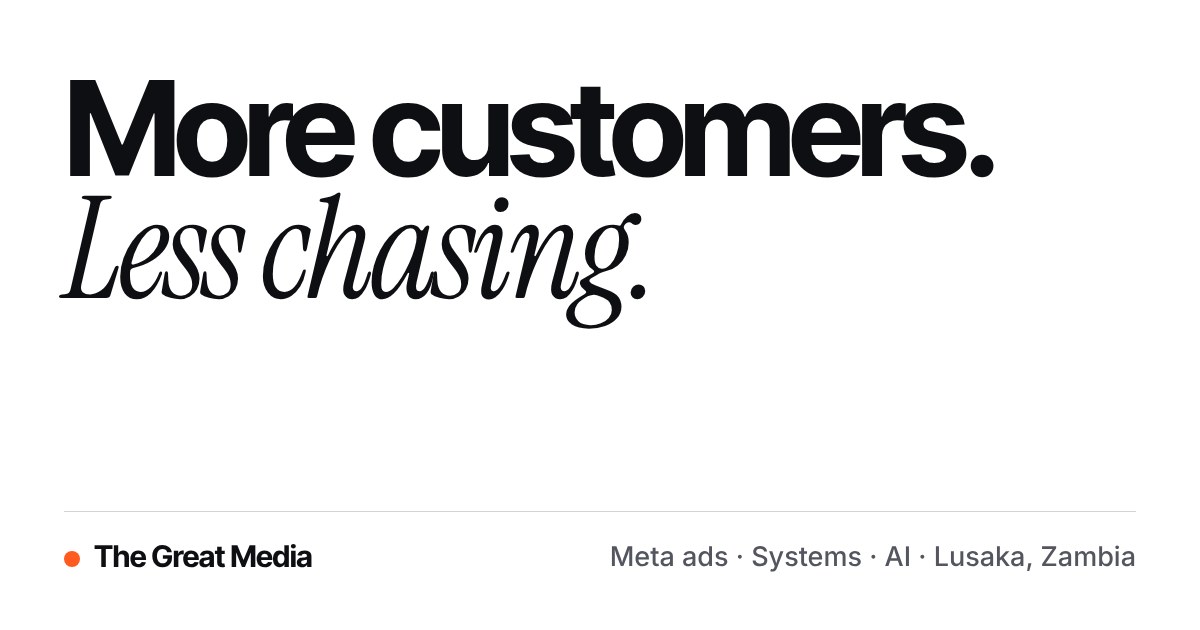 More customers.
Less chasing.
The Great Media
Meta ads · Systems · AI · Lusaka, Zambia